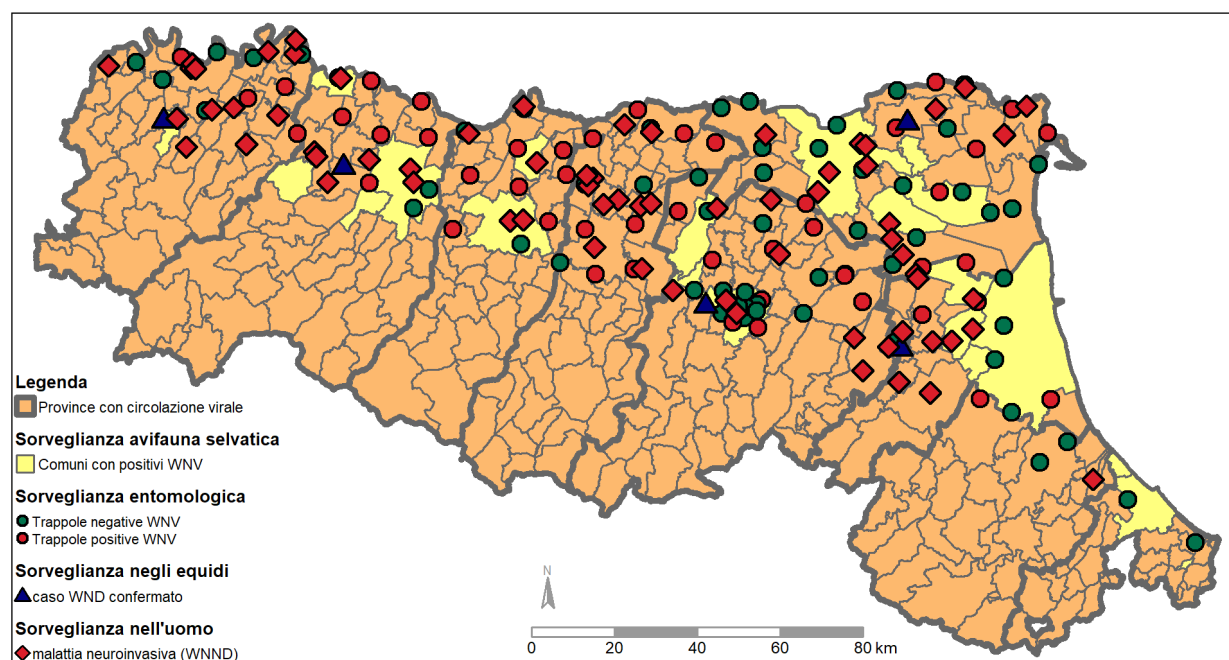 Legenda
Province con circolazione virale
Sorveglianza avifauna selvatica
Comuni con positivi WNV
Sorveglianza entomologica
Trappole negative WNV
Trappole positive WNV
Sorveglianza negli equidi
caso WND confermato
Sorveglianza nell'uomo
malattia neuroinvasiva (WNND)
N
0 20 40 60 80 km